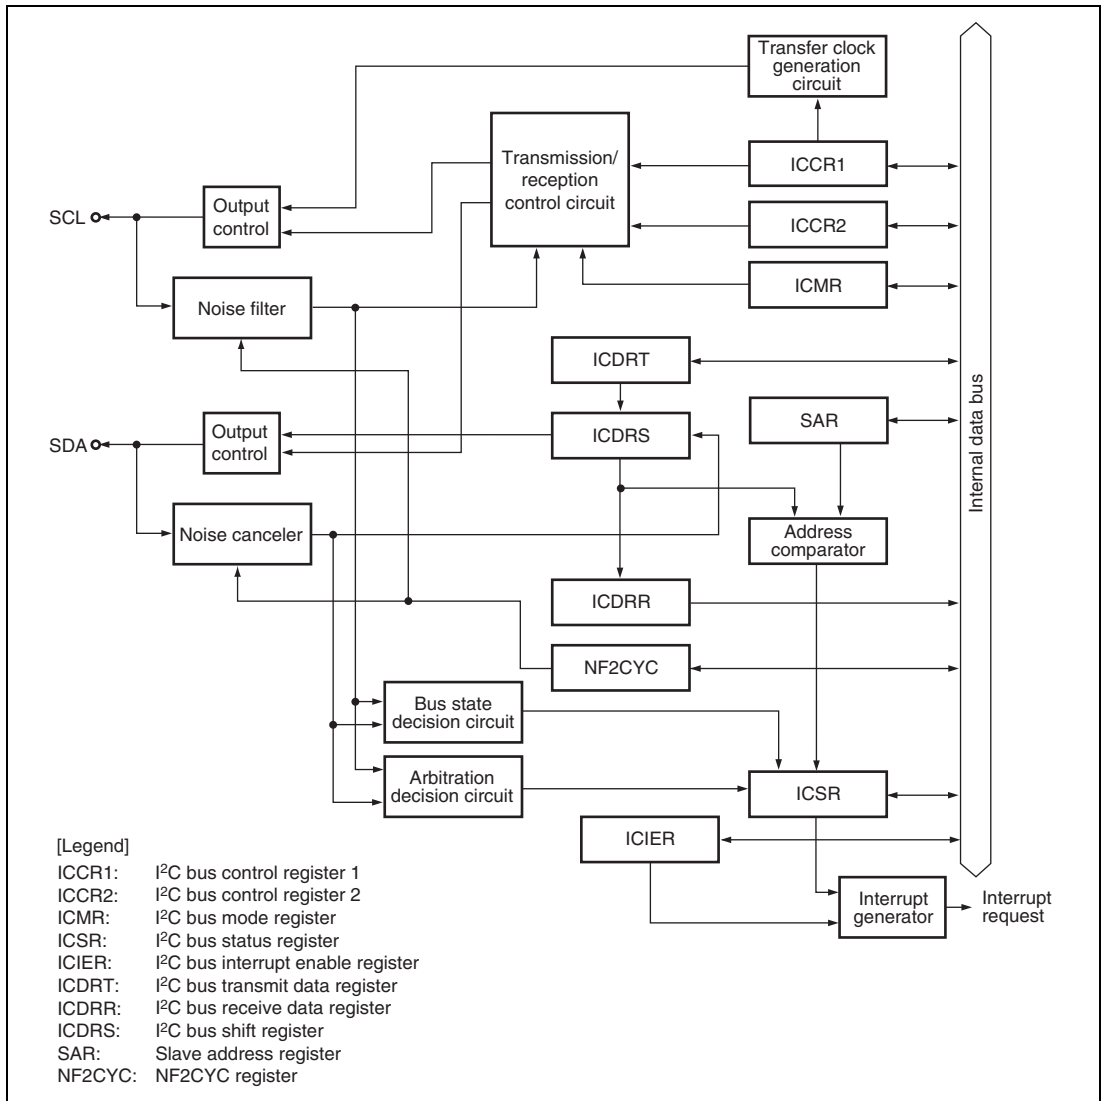 Transfer clock
generation
circuit
Transmission/
reception
control circuit
ICCR1
ICCR2
ICMR
SCL
Output
control
Noise filter
ICDRT
SAR
ICDRS
SDA
Output
control
Noise canceler
Address
comparator
ICDRR
NF2CYC
Bus state
decision circuit
Arbitration
decision circuit
ICSR
ICIER
Interrupt
generator
Interrupt
request
Internal data bus
[Legend]
ICCR1: I2C bus control register 1
ICCR2: I2C bus control register 2
ICMR: I2C bus mode register
ICSR: I2C bus status register
ICIER: I2C bus interrupt enable register
ICDRT: I2C bus transmit data register
ICDRR: I2C bus receive data register
ICDRS: I2C bus shift register
SAR: Slave address register
NF2CYC: NF2CYC register